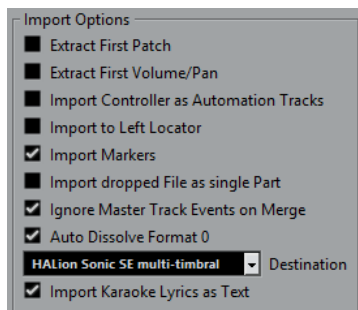 Import Options
Extract First Patch
Extract First Volume/Pan
Import Controller as Automation Tracks
Import to Left Locator
Import Markers
Import dropped File as single Part
Ignore Master Track Events on Merge
Auto Dissolve Format 0
HALion Sonic SE multi-timbral Destination
Import Karaoke Lyrics as Text